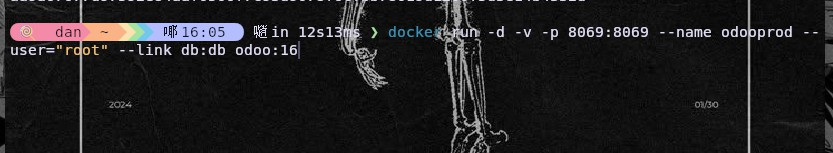 dan ~ 16:05 in 12s13ms ❯ docker run -d -v -p 8069:8069 --name odooprod --
user="root" --link db:db odoo:16
2024
01/30